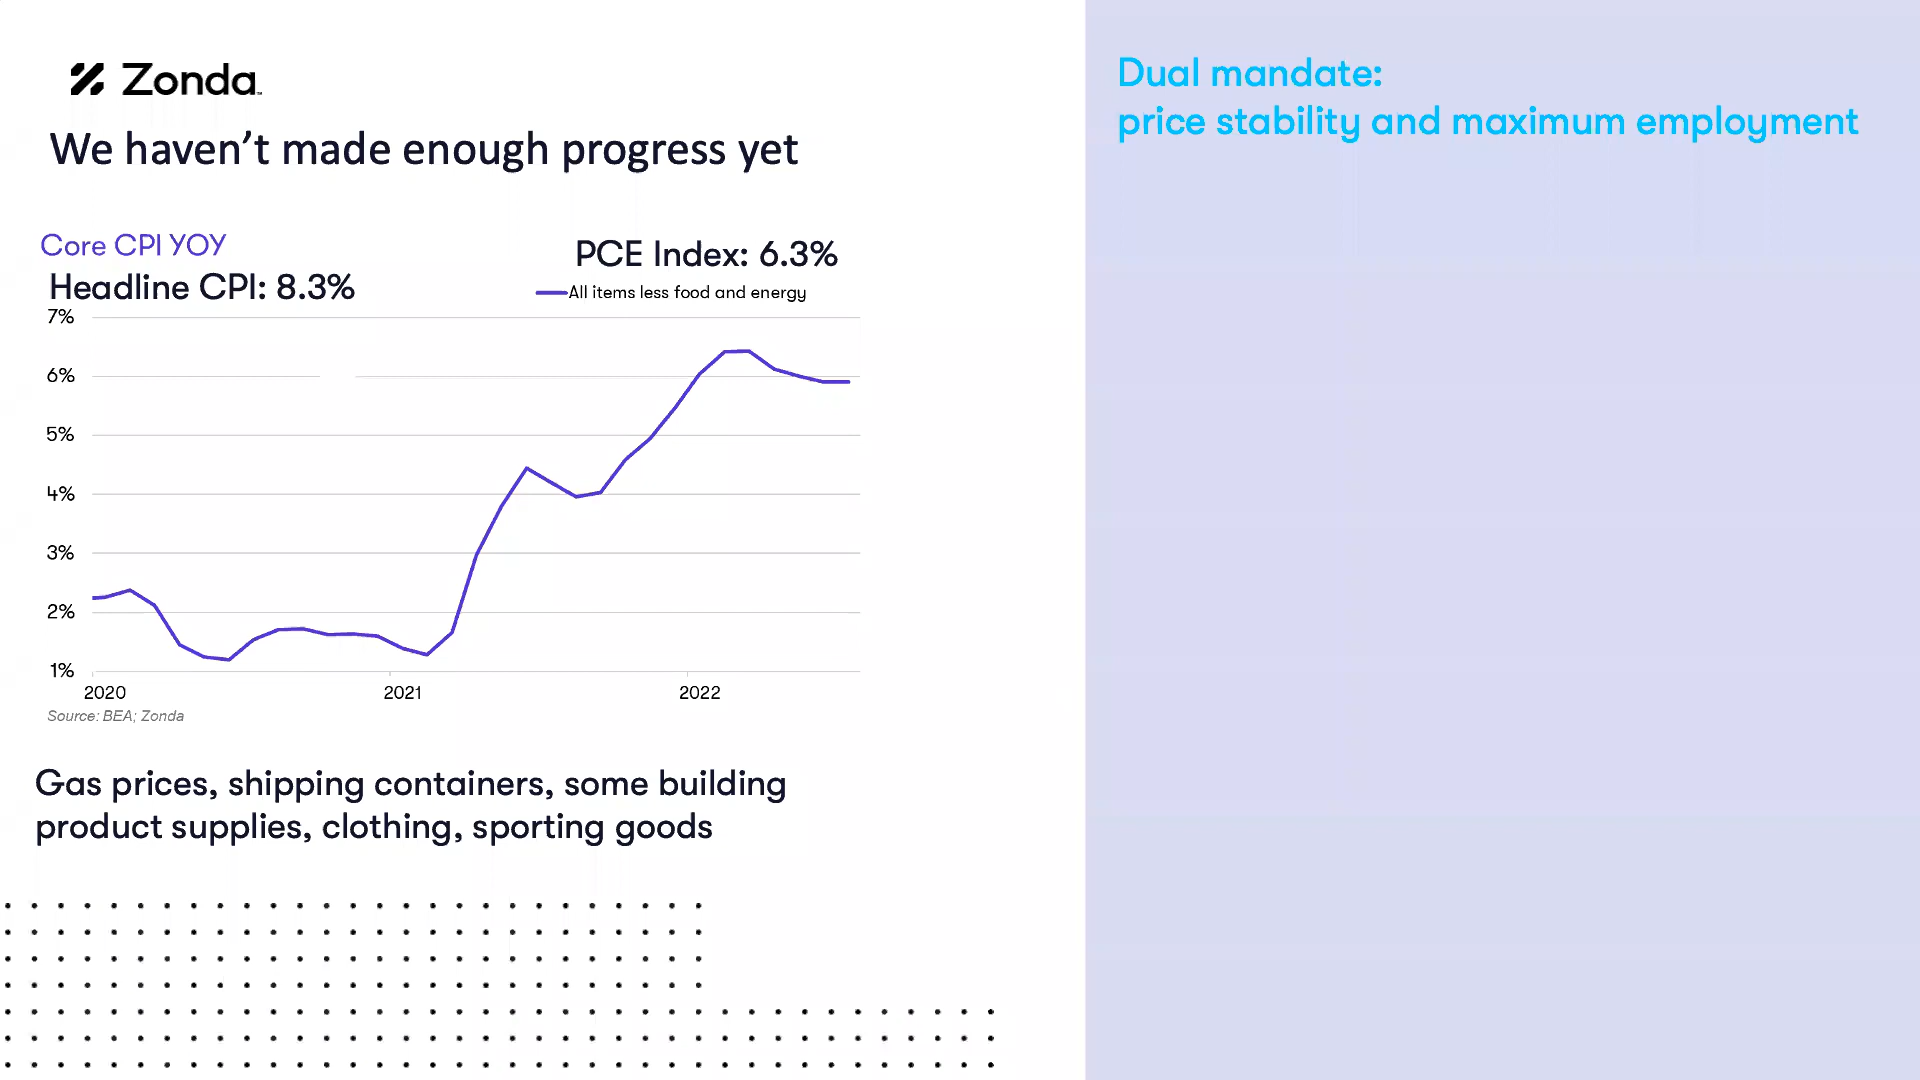 Zonda
We haven't made enough progress yet
Core CPI YOY
Headline CPI: 8.3%
PCE Index: 6.3%
All items less food and energy
7%
6%
5%
4%
3%
2%
1%
2020
2021
2022
Source: BEA; Zonda
Gas prices, shipping containers, some building
product supplies, clothing, sporting goods
Dual mandate:
price stability and maximum employment